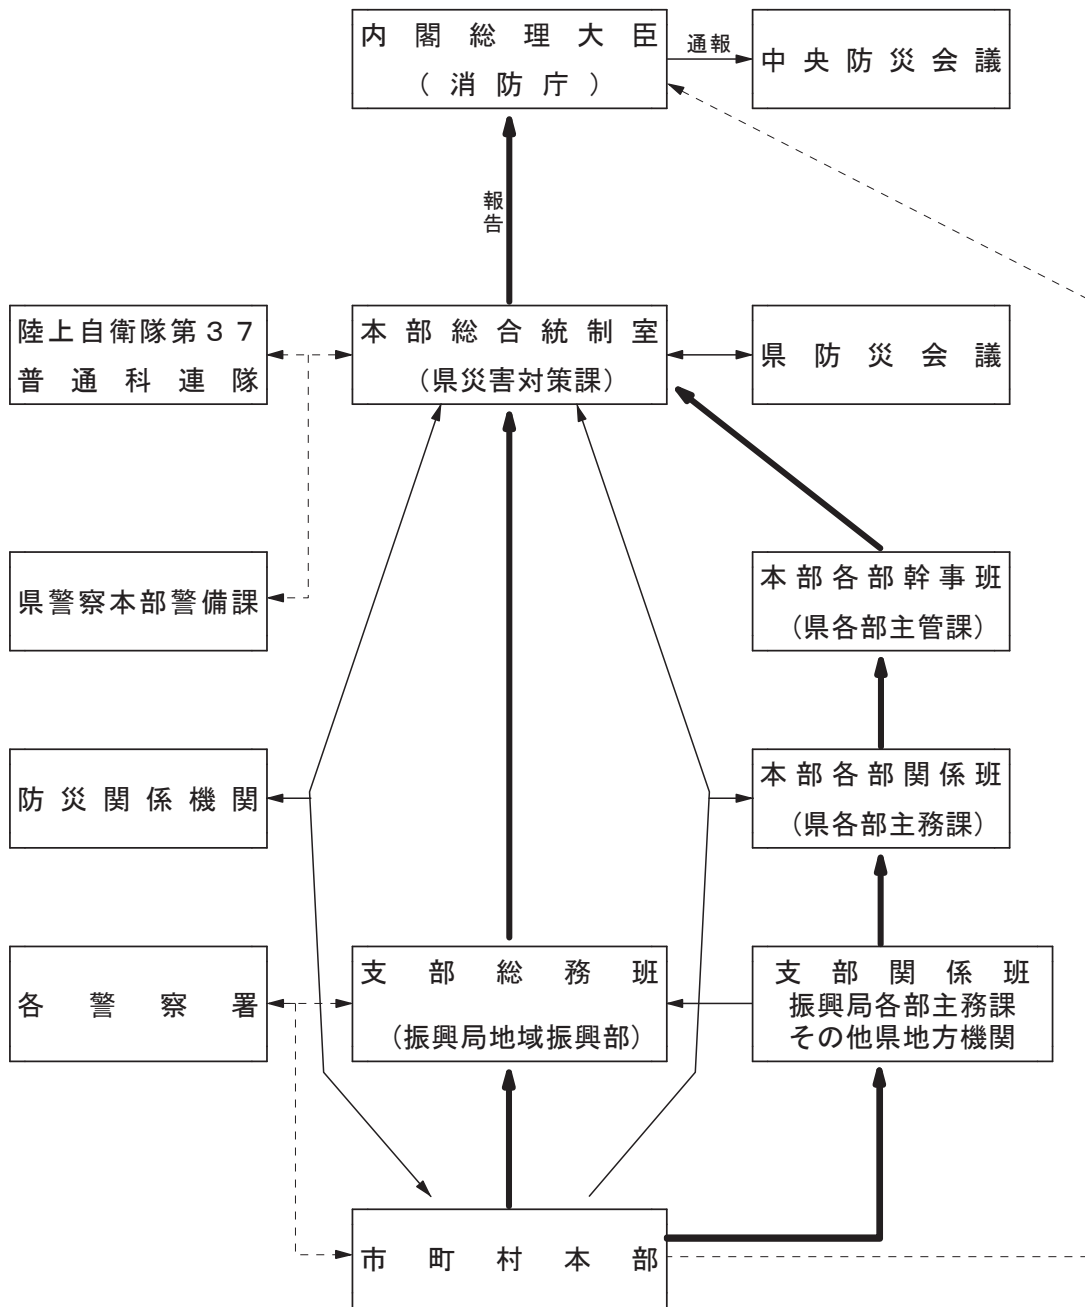 内閣総理大臣
(消防庁)
通報
中央防災会議
報告
陸上自衛隊第37
普通科連隊
本部総合統制室
(県災害対策課)
県防災会議
県警察本部警備課
本部各部幹事班
(県各部主管課)
防災関係機関
本部各部関係班
(県各部主務課)
各警察署
支部総務班
(振興局地域振興部)
支部関係班
振興局各部主務課
その他県地方機関
市町村本部